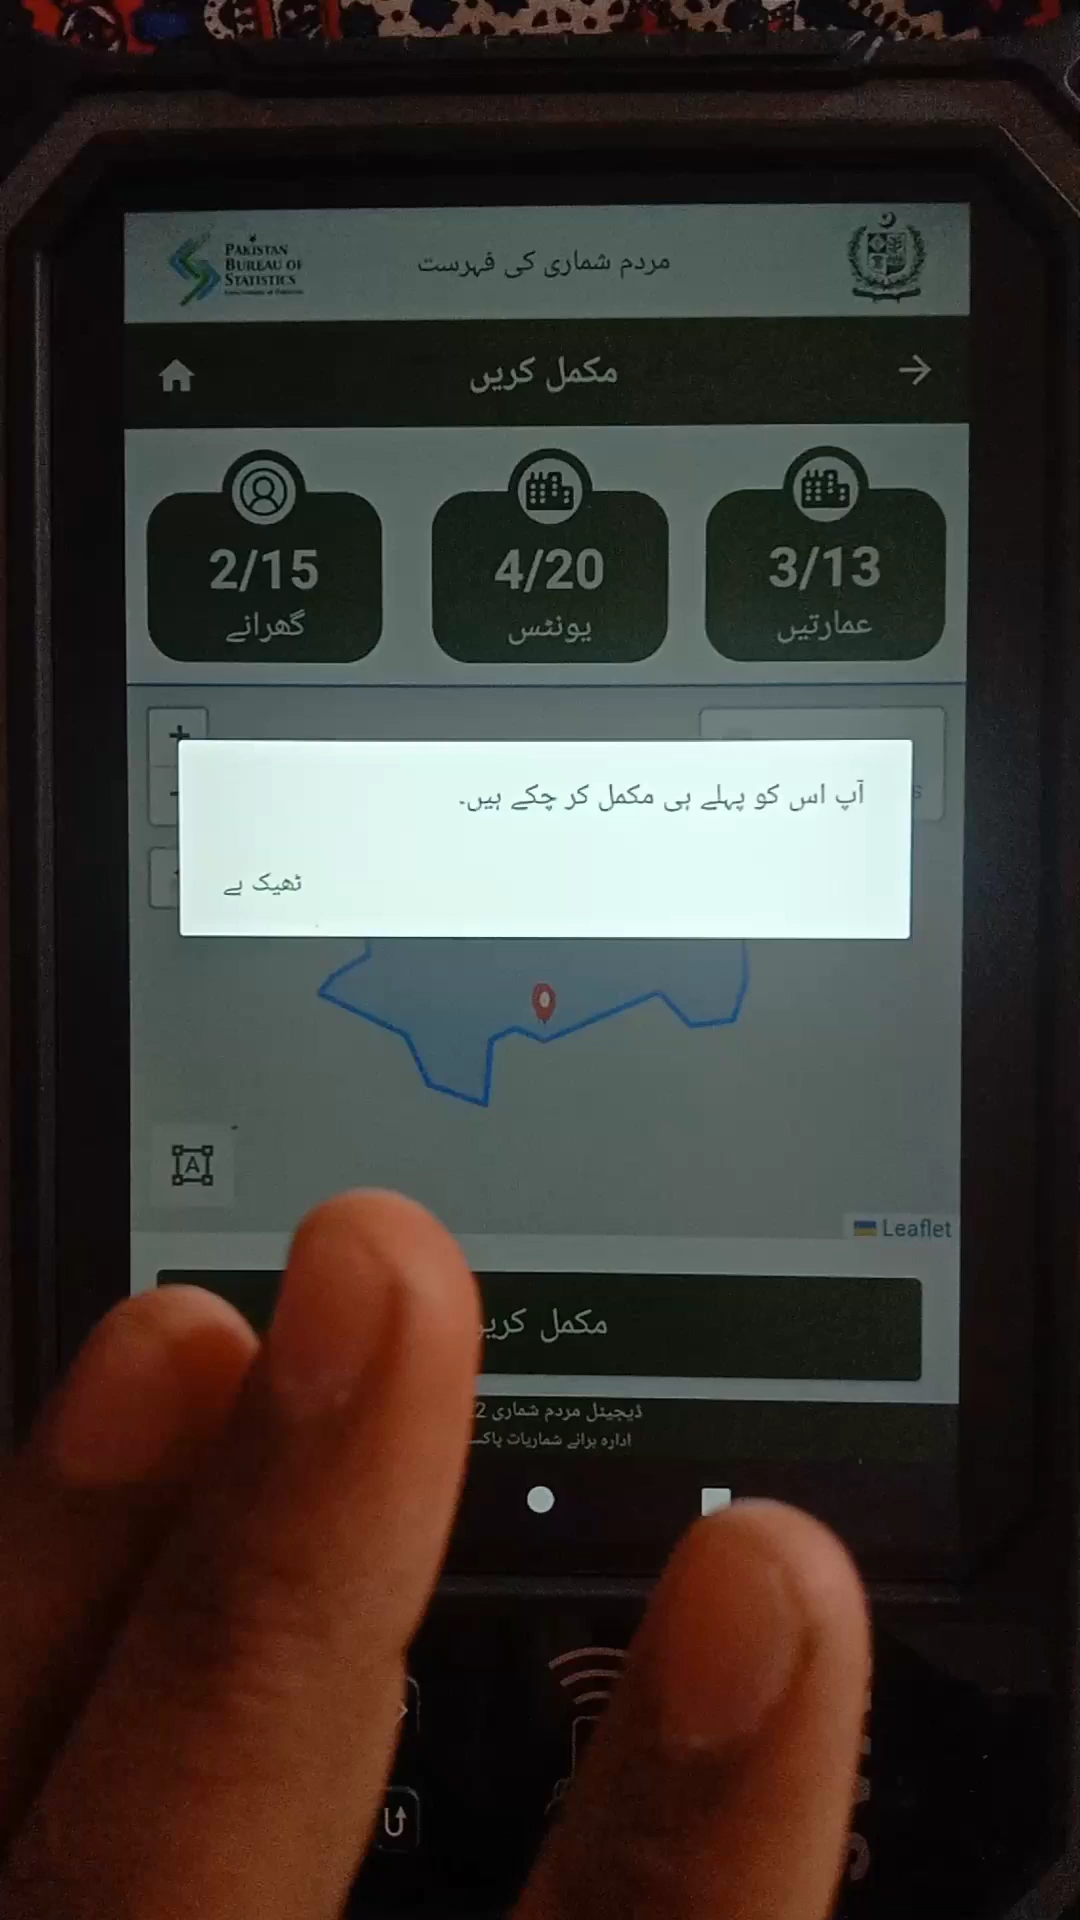 PAKISTAN
BUREAU OF
STATISTICS
مردم شماری کی فہرست
مکمل کریں
3/13
عمارتیں
4/20
یونٹس
2/15
گھرانے
+
آپ اس کو پہلے ہی مکمل کر چکے ہیں۔
ٹھیک ہے
A
Leaflet
مکمل
ڈیجیٹل مردم شماری
ادارہ برائے شماریات